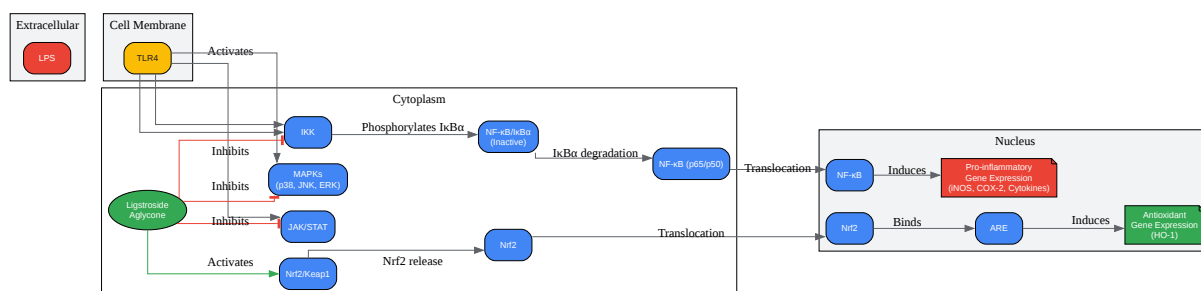 Extracellular
LPS
Cell Membrane
TLR4
Activates
Cytoplasm
IKK
Phosphorylates IκBα
NF-κB/IκBα
(Inactive)
IκBα degradation
NF-κB (p65/p50)
Translocation
Inhibits
MAPKs
(p38, JNK, ERK)
Inhibits
Ligstroside
Aglycone
Inhibits
JAK/STAT
Activates
Nrf2/Keap1
Nrf2 release
Nrf2
Translocation
Nucleus
NF-κB
Induces
Pro-inflammatory
Gene Expression
(iNOS, COX-2, Cytokines)
Nrf2
Binds
ARE
Induces
Antioxidant
Gene Expression
(HO-1)